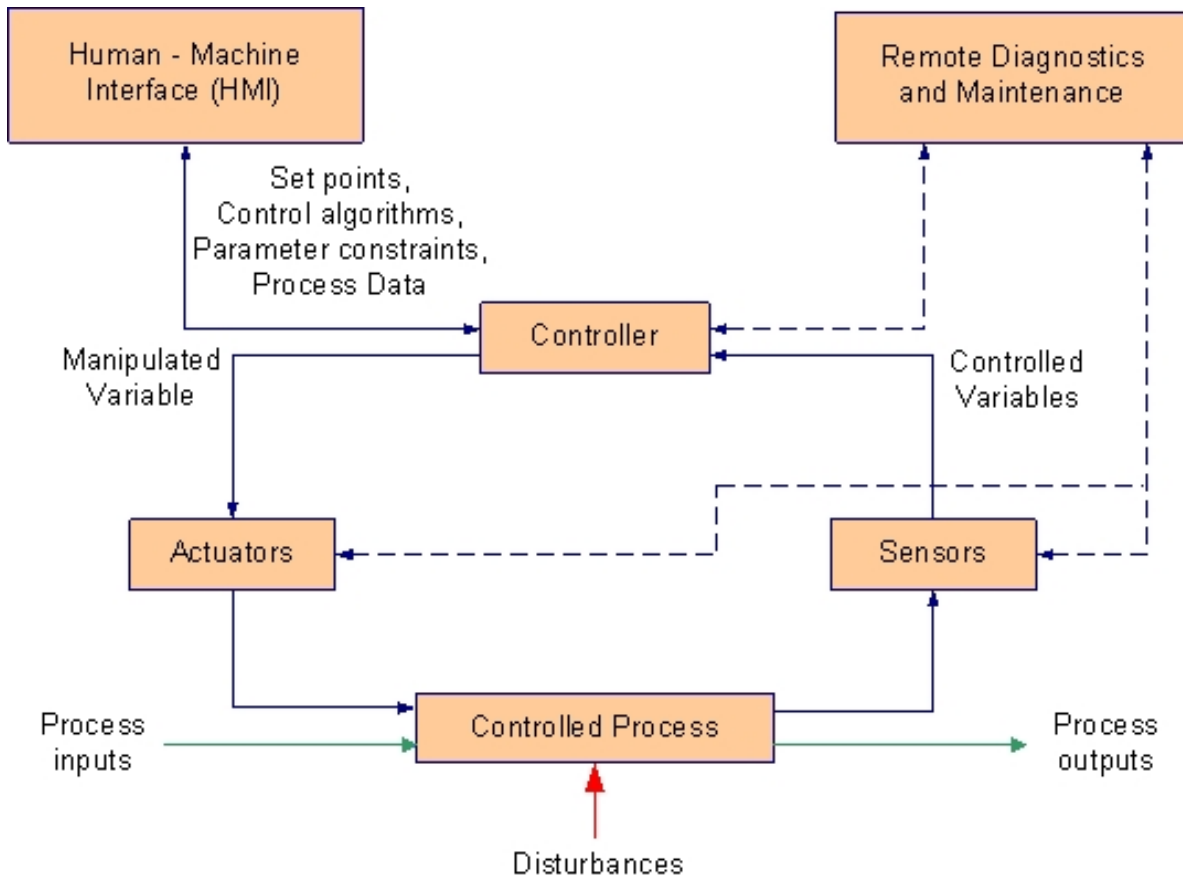 Human - Machine
Interface (HMI)
Remote Diagnostics
and Maintenance
Set points,
Control algorithms,
Parameter constraints,
Process Data
Controller
Manipulated
Variable
Controlled
Variables
Actuators
Sensors
Process
inputs
Controlled Process
Process
outputs
Disturbances